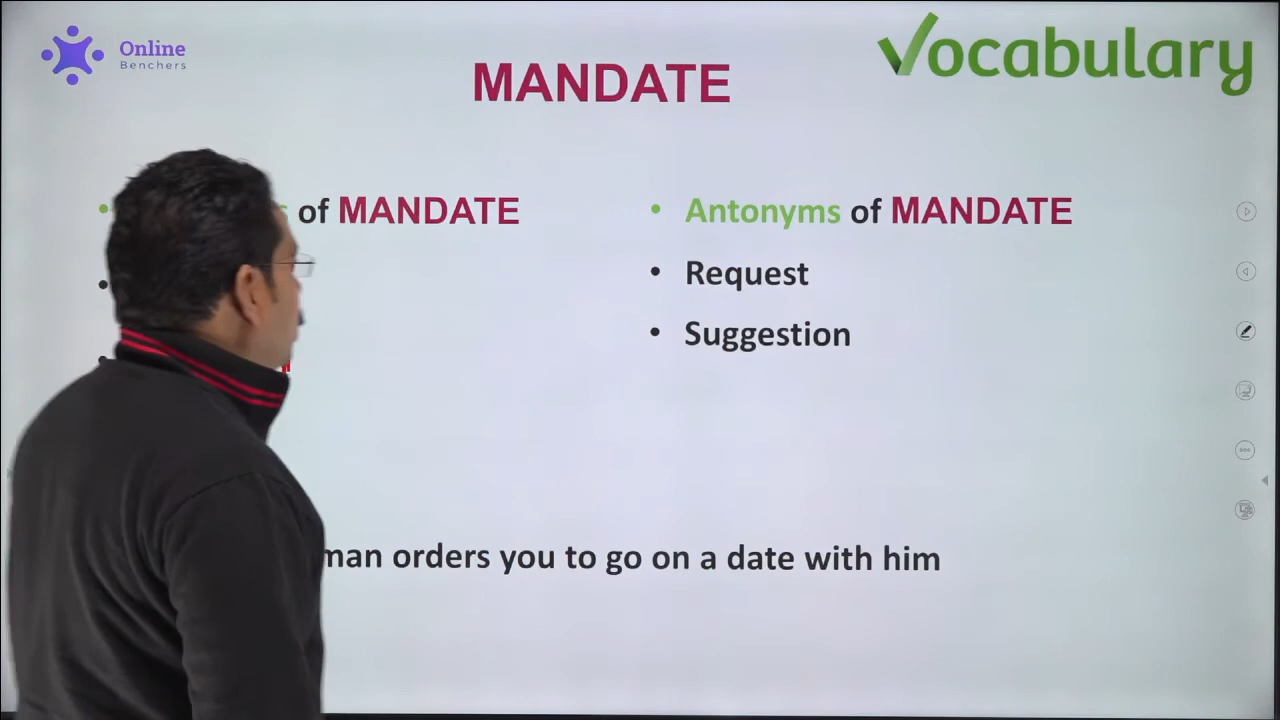 Online
Benchers
Vocabulary
MANDATE
of MANDATE
Antonyms of MANDATE
Request
Suggestion
man orders you to go on a date with him